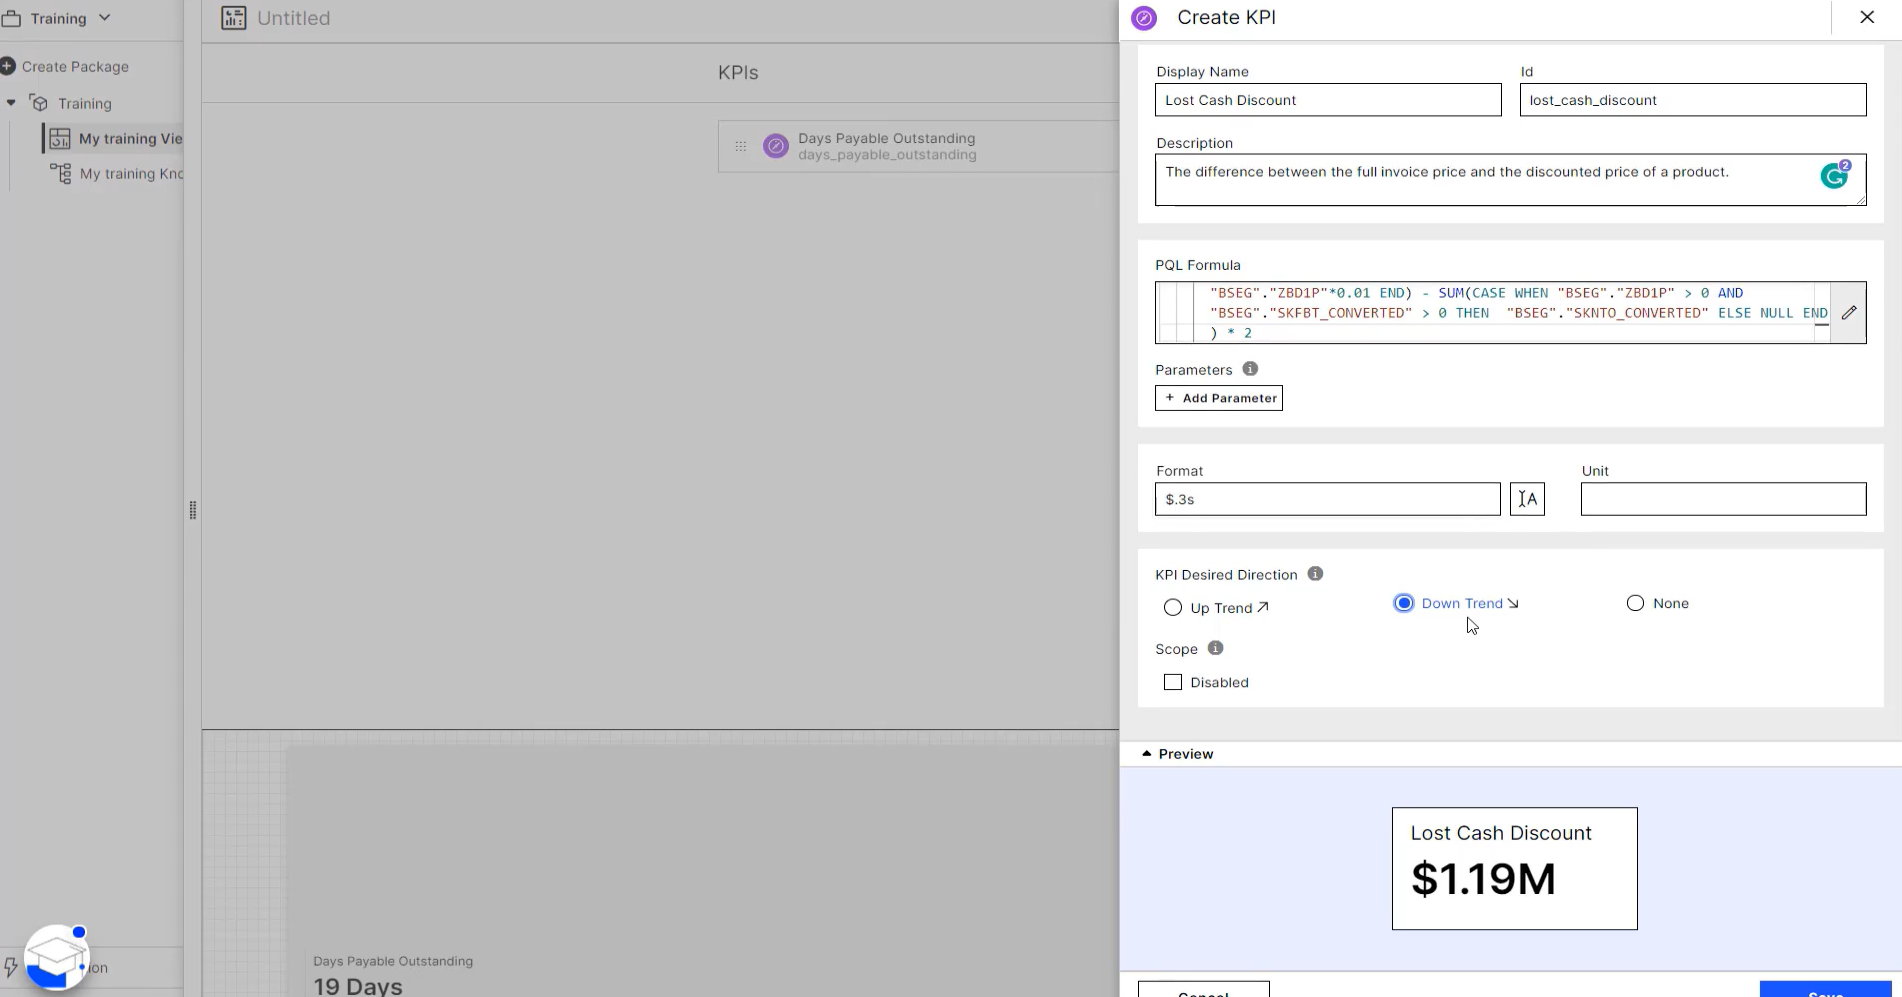 Training
Create Package
Training
My training Vie
My training Kno
ion
Untitled
KPIs
Days Payable Outstanding
days_payable_outstanding
Days Payable Outstanding
19 Days
Create KPI
Display Name
Id
Lost Cash Discount
lost_cash_discount
Description
The difference between the full invoice price and the discounted price of a product.
2
PQL Formula
"BSEG"."ZBD1P"*0.01 END) - SUM(CASE WHEN "BSEG"."ZBD1P" > 0 AND
"BSEG"."SKFBT_CONVERTED" > 0 THEN "BSEG"."SKNTO_CONVERTED" ELSE NULL END
) * 2
Parameters
+ Add Parameter
Format
Unit
$.3s
KPI Desired Direction
Up Trend
Down Trend
None
Scope
Disabled
Preview
Lost Cash Discount
$1.19M
Cancel
Save